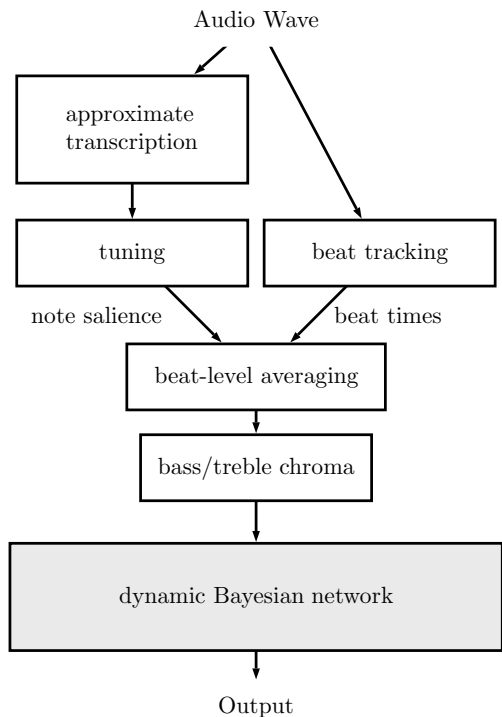 Audio Wave
approximate
transcription
tuning
beat tracking
note salience
beat times
beat-level averaging
bass/treble chroma
dynamic Bayesian network
Output